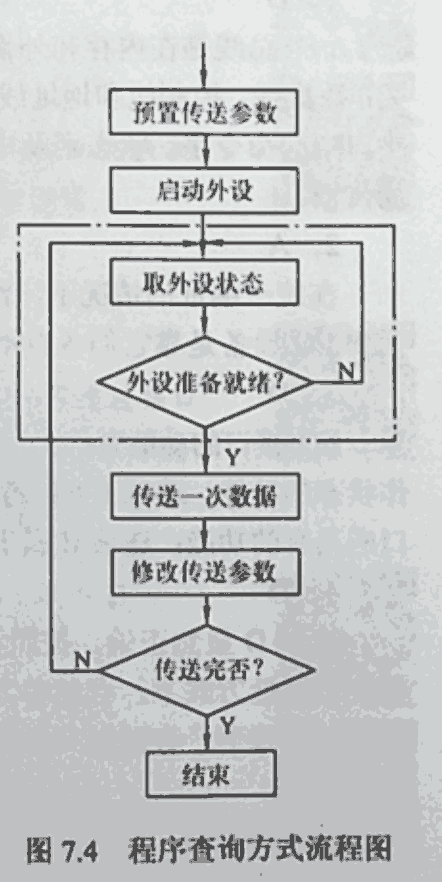 预置传送参数
启动外设
取外设状态
外设准备就绪?
N
Y
传送一次数据
修改传送参数
传送完否?
N
Y
结束
图 7.4 程序查询方式流程图